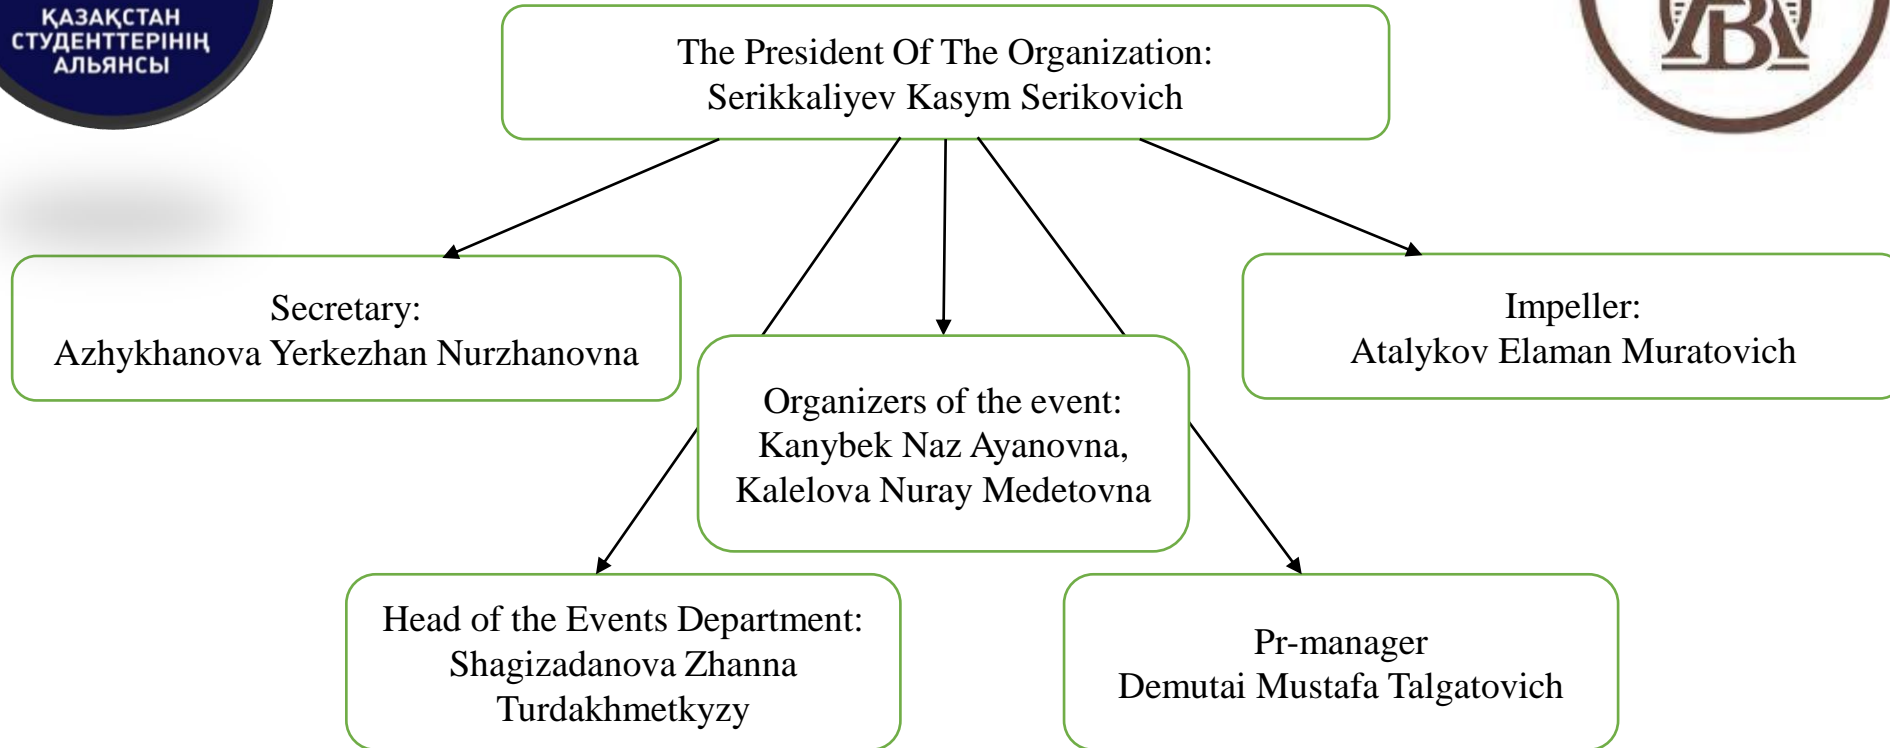 ҚАЗАҚСТАН
СТУДЕНТТЕРІНІҢ
АЛЬЯНСЫ
The President Of The Organization:
Serikkaliyev Kasym Serikovich
Secretary:
Azhykhanova Yerkezhan Nurzhanovna
Impeller:
Atalykov Elaman Muratovich
Organizers of the event:
Kanybek Naz Ayanovna,
Kalelova Nuray Medetovna
Head of the Events Department:
Shagizadanova Zhanna
Turdakhmetkyzy
Pr-manager
Demutai Mustafa Talgatovich